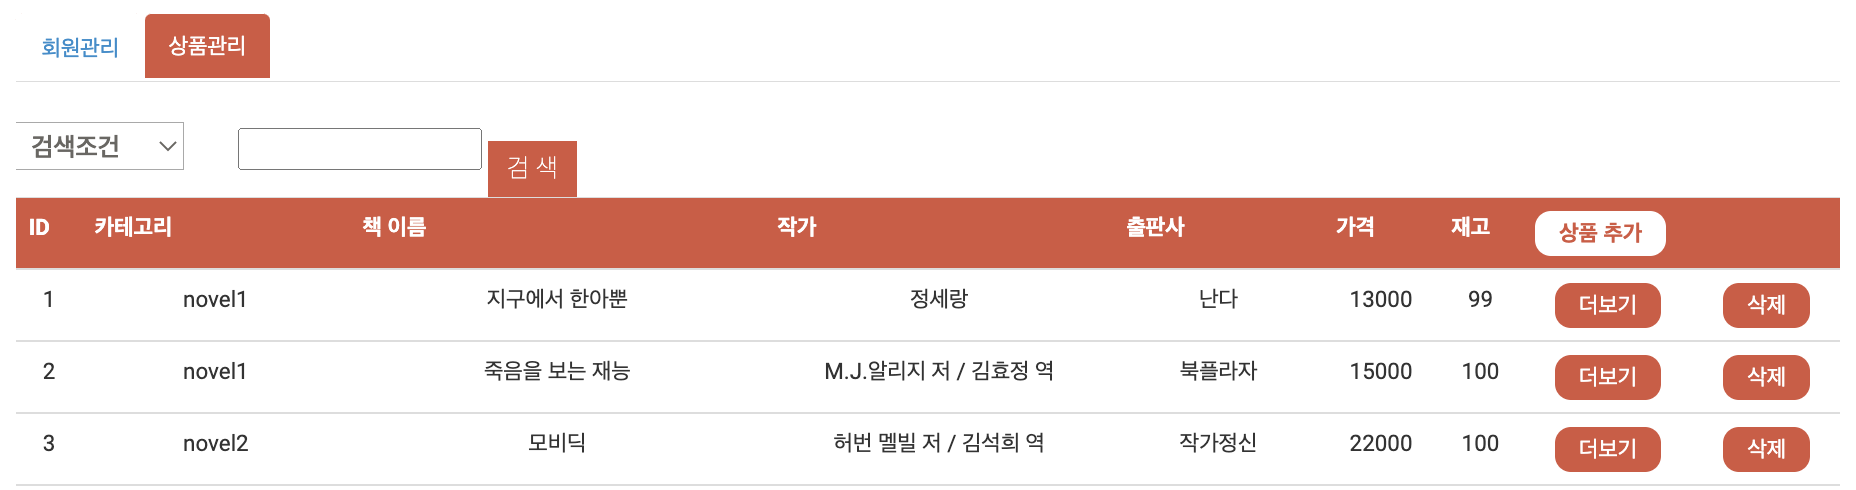 회원관리 상품관리
검색조건 검 색
ID 카테고리 책 이름 작가 출판사 가격 재고 상품 추가
1 novel1 지구에서 한아뿐 정세랑 난다 13000 99 더보기 삭제
2 novel1 죽음을 보는 재능 M.J.알리지 저 / 김효정 역 북플라자 15000 100 더보기 삭제
3 novel2 모비딕 허번 멜빌 저 / 김석희 역 작가정신 22000 100 더보기 삭제